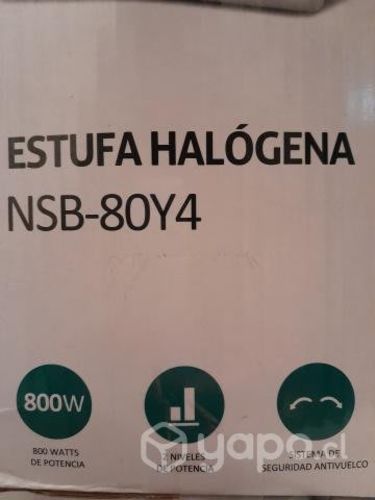 ESTUFA HALÓGENA
NSB-80Y4
800W
800 WATTS
DE POTENCIA
2 NIVELES
DE POTENCIA
SISTEMA DE
SEGURIDAD ANTIVUELCO
yapo.cl